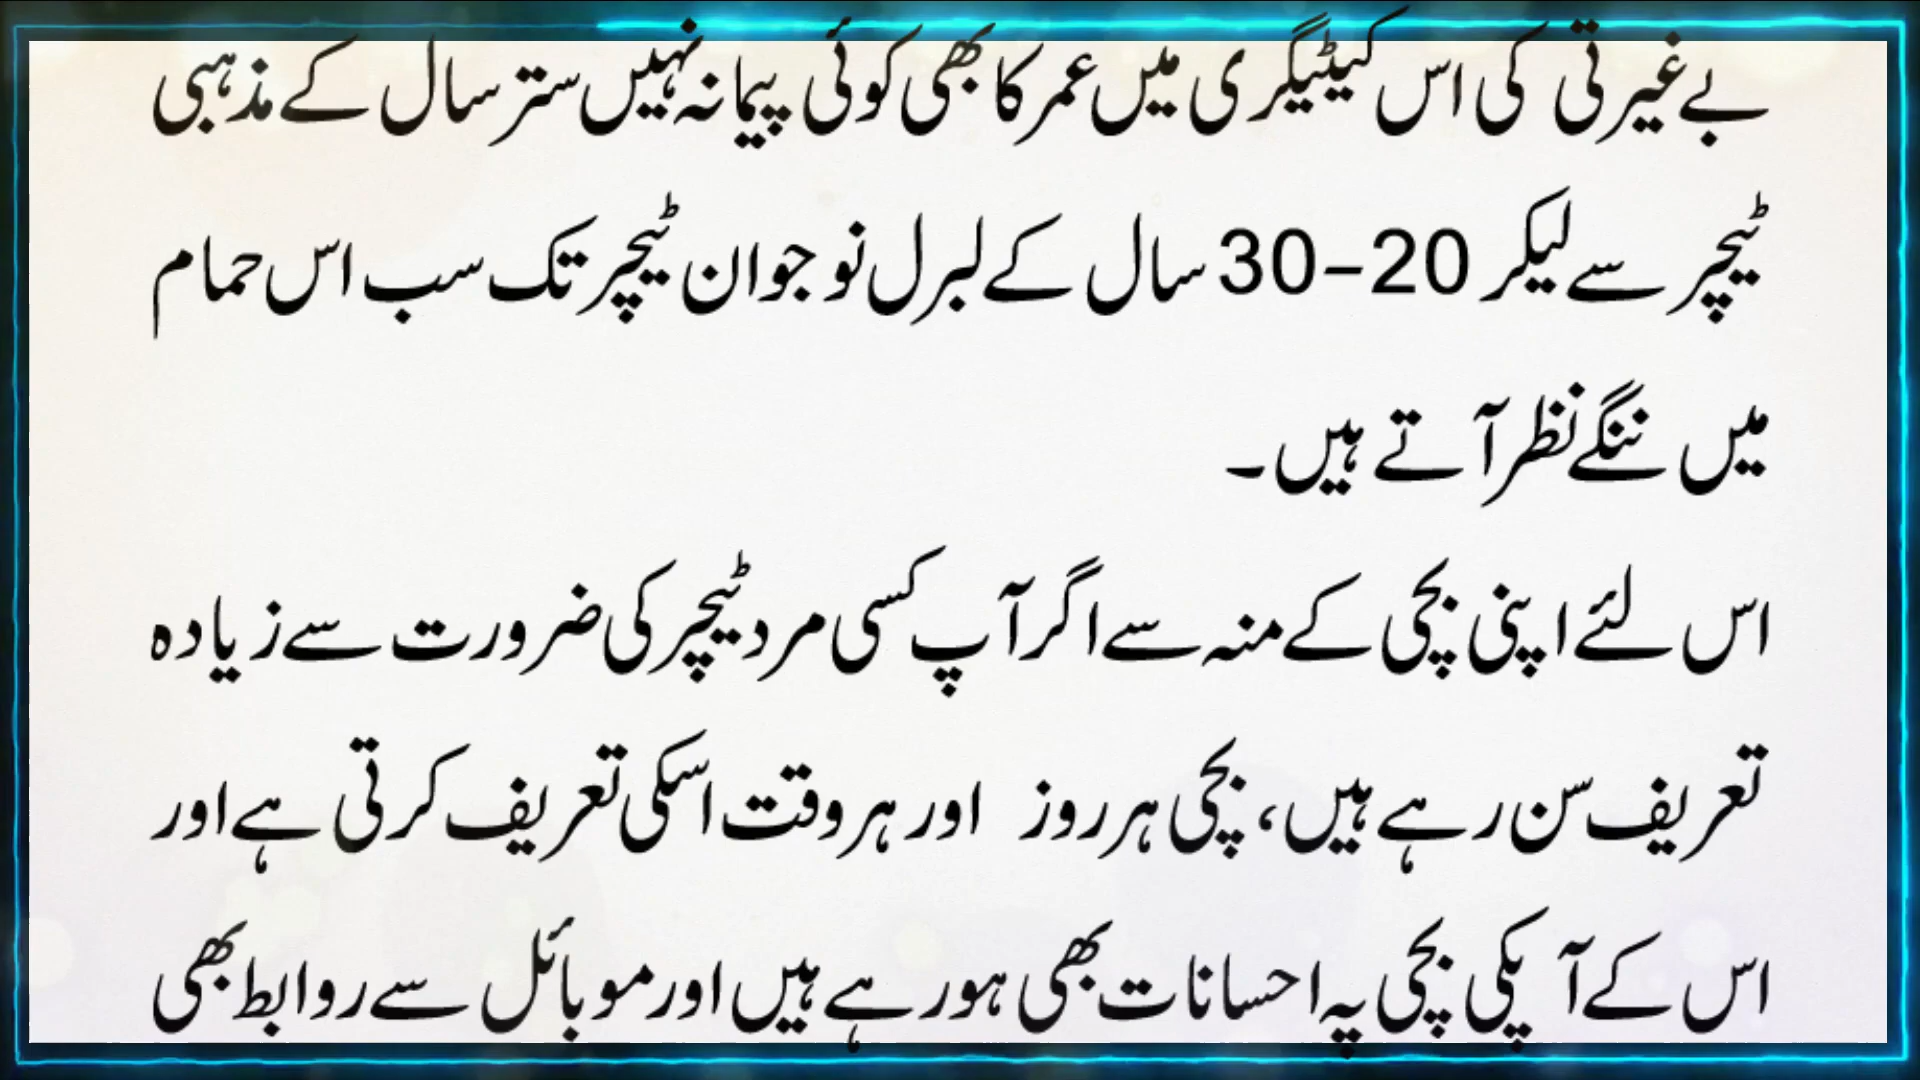 بے غیرتی کی اس کیٹیگری میں عمر کا بھی کوئی پیمانہ نہیں ستر سال کے مذہبی
ٹیچر سے لیکر 20-30 سال کے لبرل نوجوان ٹیچر تک سب اس حمام
میں ننگے نظر آتے ہیں۔
اس لئے اپنی بچی کے منہ سے اگر آپ کسی مرد ٹیچر کی ضرورت سے زیادہ
تعریف سن رہے ہیں، بچی ہر روز اور ہر وقت اسکی تعریف کرتی ہے اور
اس کے آپکی بچی پہ احسانات بھی ہو رہے ہیں اور موبائل سے روابط بھی